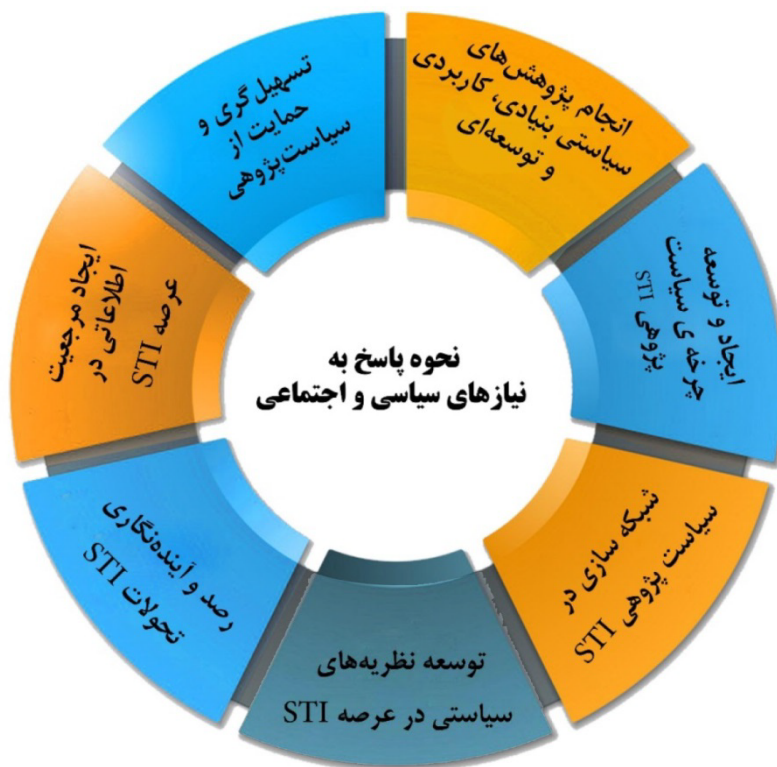 نحوه پاسخ به
نیازهای سیاسی و اجتماعی
انجام پژوهش‌های
سیاستی بنیادی، کاربردی
و توسعه‌ای
ایجاد و توسعه
چرخه ی سیاست
پژوهی STI
شبکه سازی در
سیاست پژوهی STI
توسعه نظریه‌های
سیاستی در عرصه STI
رصد و آینده‌نگاری
تحولات STI
ایجاد مرجعیت
اطلاعاتی در
عرصه STI
تسهیل‌گری و
حمایت از
سیاست‌پژوهی